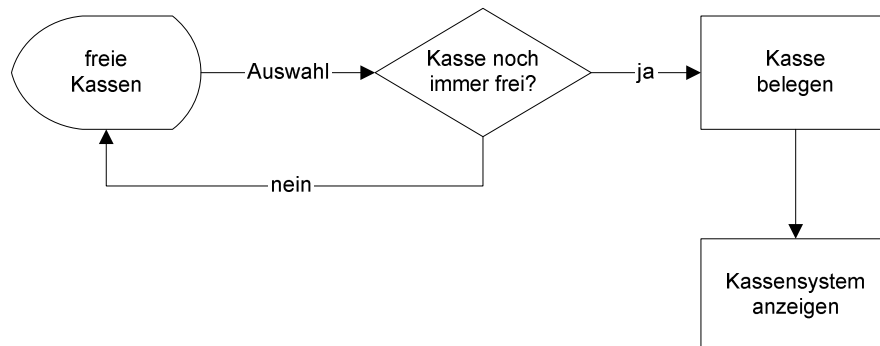 freie
Kassen
Auswahl
Kasse noch
immer frei?
ja
Kasse
belegen
nein
Kassensystem
anzeigen